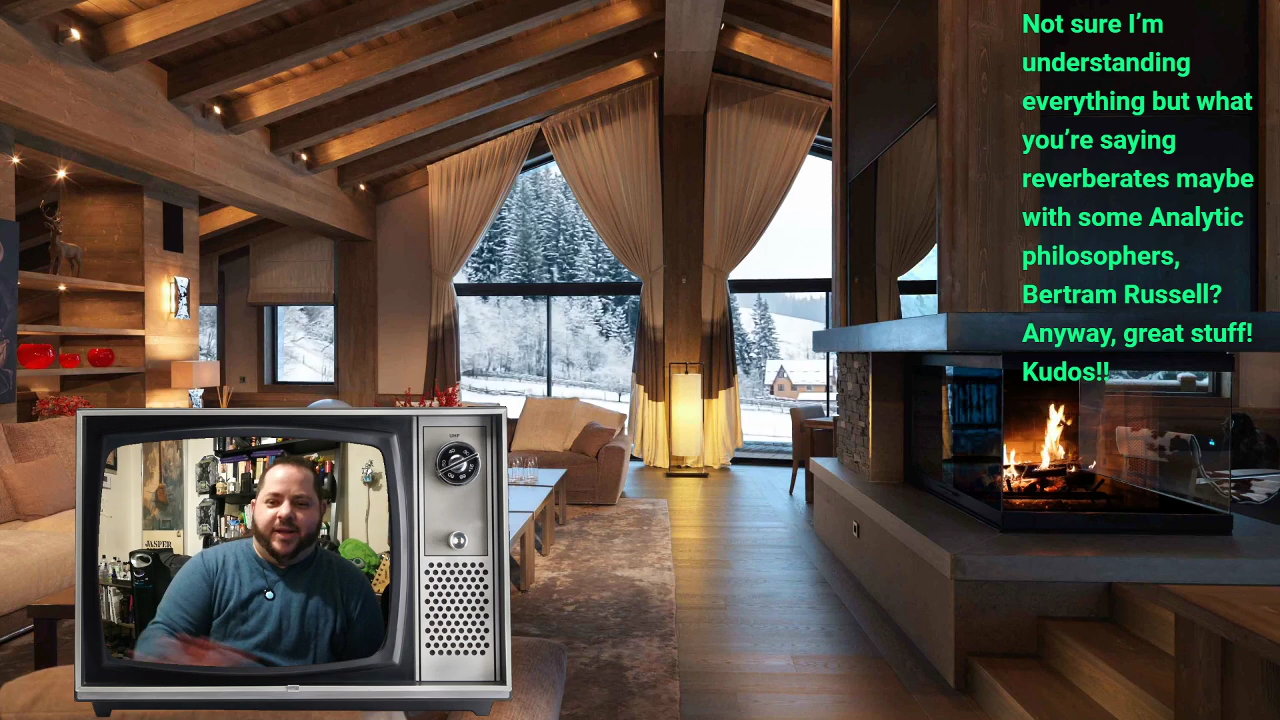 Not sure I’m
understanding
everything but what
you’re saying
reverberates maybe
with some Analytic
philosophers,
Bertram Russell?
Anyway, great stuff!
Kudos!!
JASPER